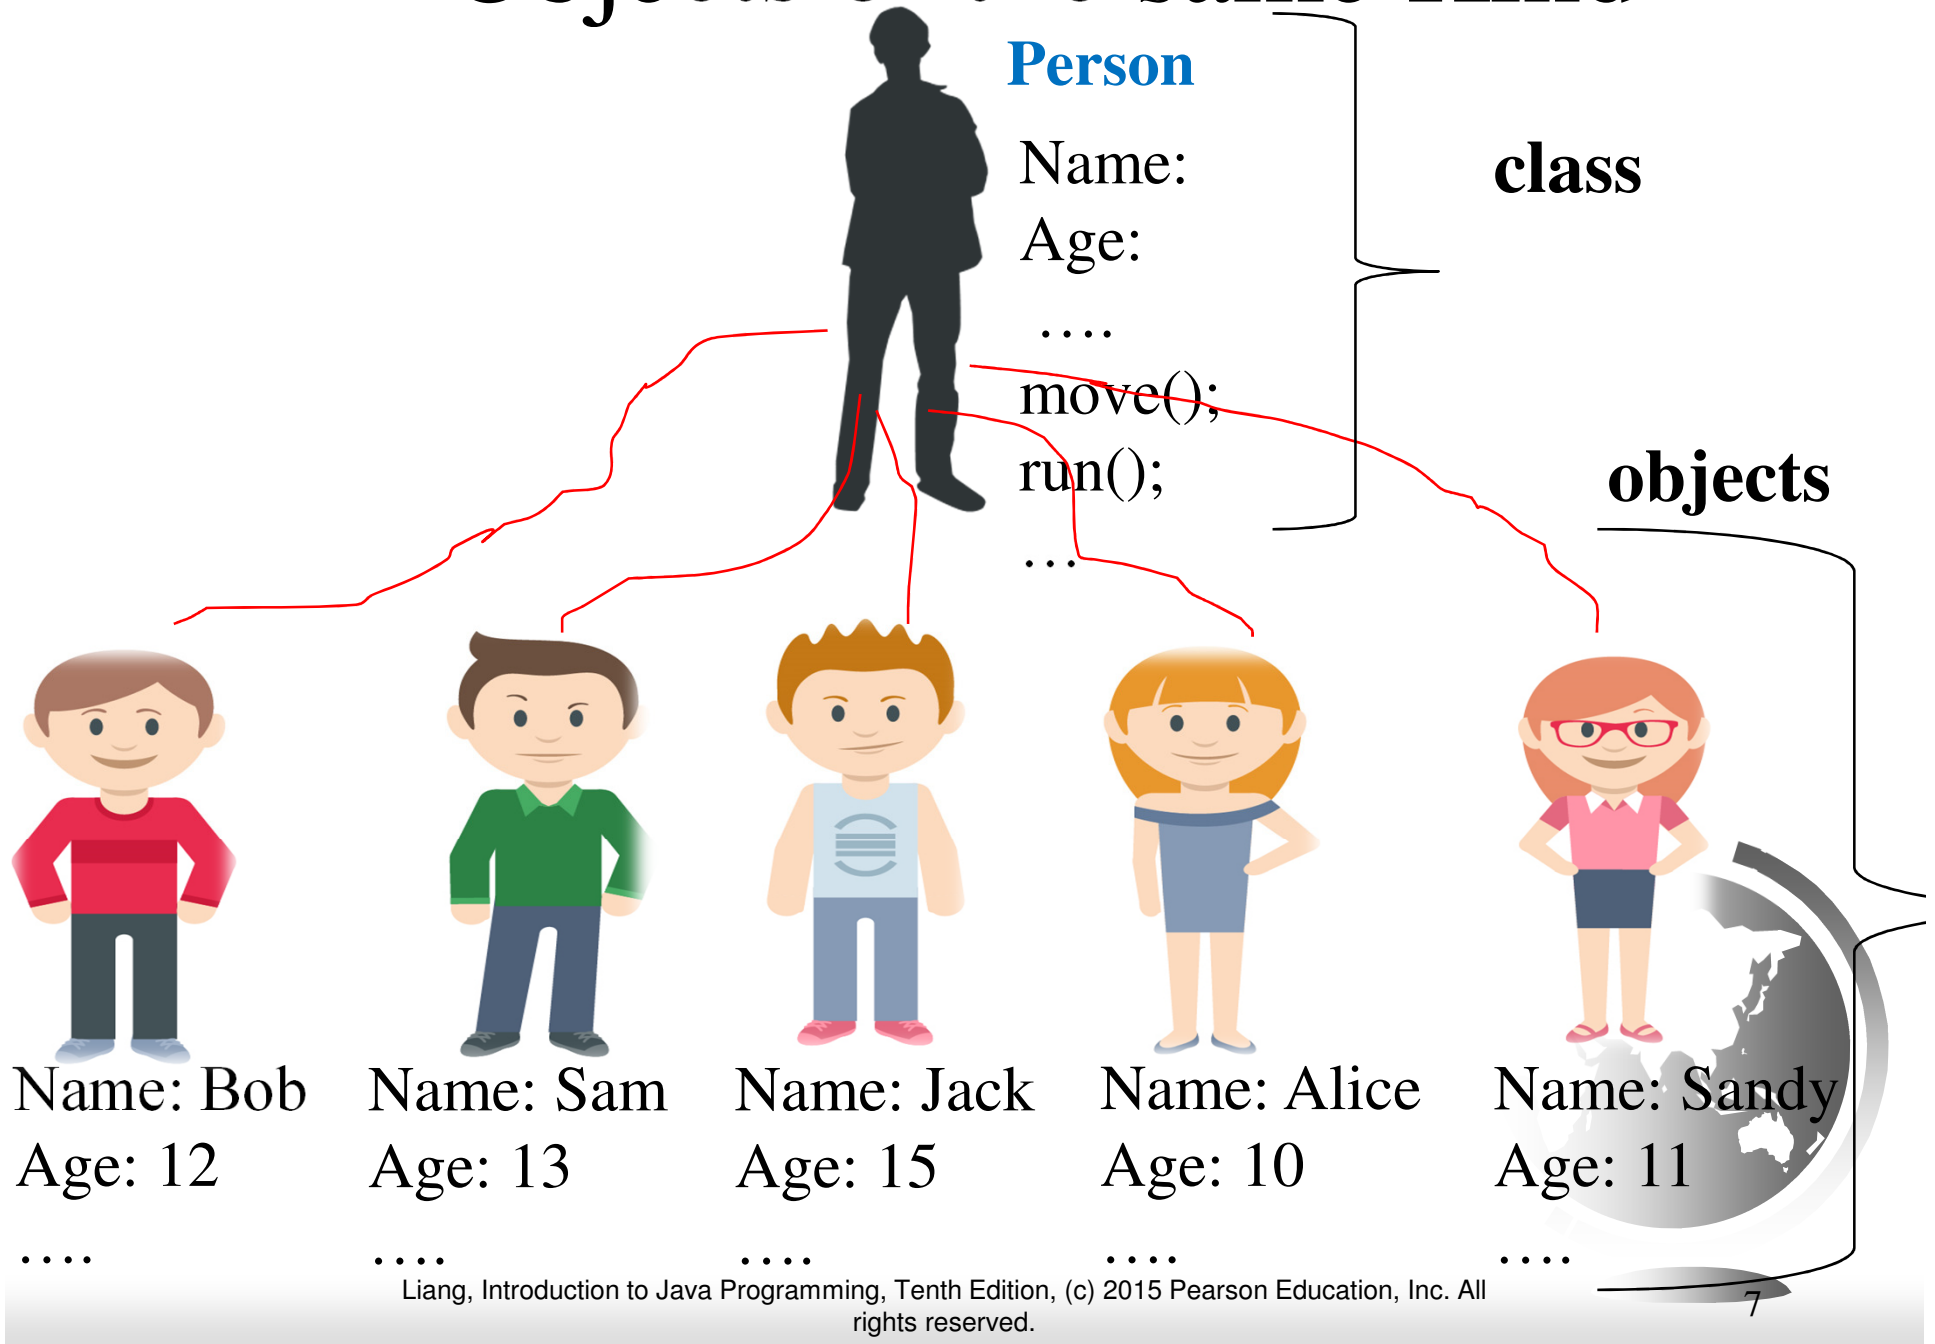 Person
Name:
class
Age:
....
move();
run();
objects
...
Name: Bob
Age: 12
....
Name: Sam
Age: 13
....
Name: Jack
Age: 15
....
Name: Alice
Age: 10
....
Name: Sandy
Age: 11
....
Liang, Introduction to Java Programming, Tenth Edition, (c) 2015 Pearson Education, Inc. All
rights reserved.
7